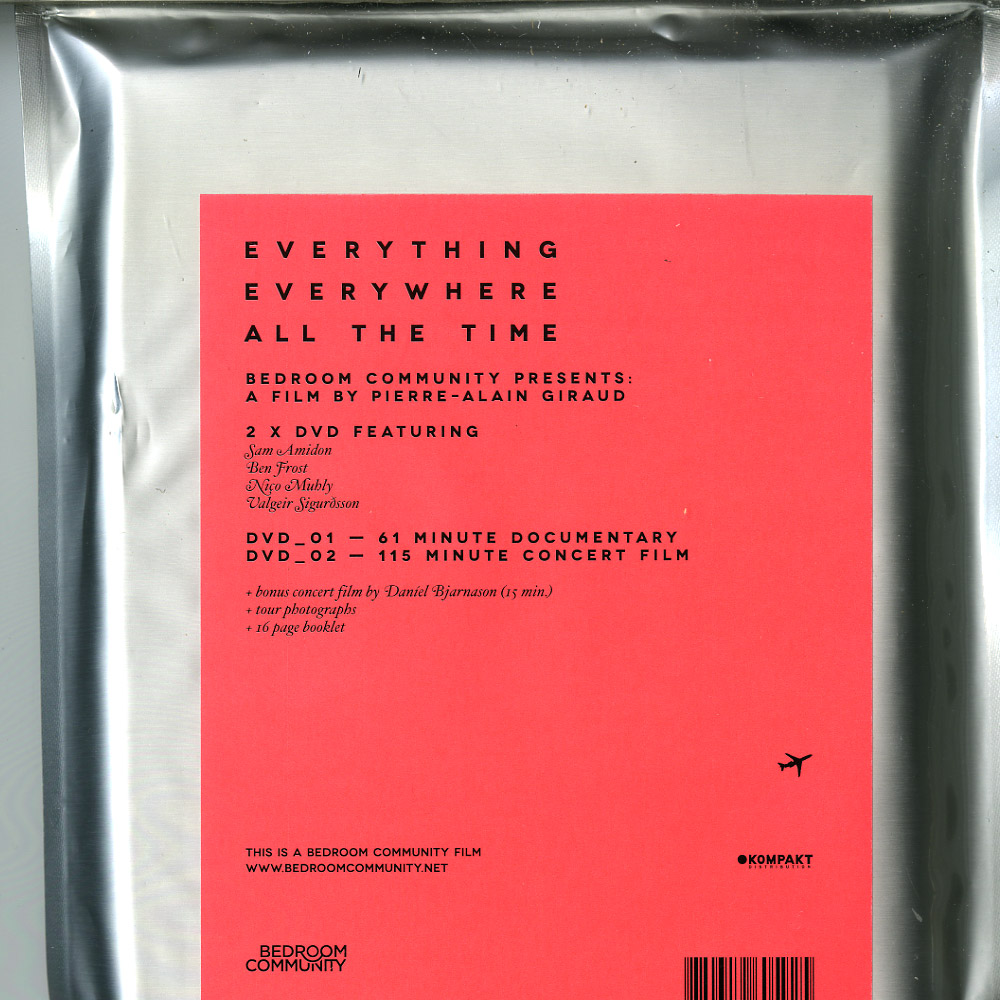 EVERYTHING
EVERYWHERE
ALL THE TIME
BEDROOM COMMUNITY PRESENTS:
A FILM BY PIERRE-ALAIN GIRAUD
2 X DVD FEATURING
Sam Amidon
Ben Frost
Nico Muhly
Valgeir Sigurðsson
DVD_01 — 61 MINUTE DOCUMENTARY
DVD_02 — 115 MINUTE CONCERT FILM
+ bonus concert film by Daníel Bjarnason (15 min.)
+ tour photographs
+ 16 page booklet
THIS IS A BEDROOM COMMUNITY FILM
WWW.BEDROOMCOMMUNITY.NET
KOMPAKT
DISTRIBUTION
BEDROOM
COMMUNITY